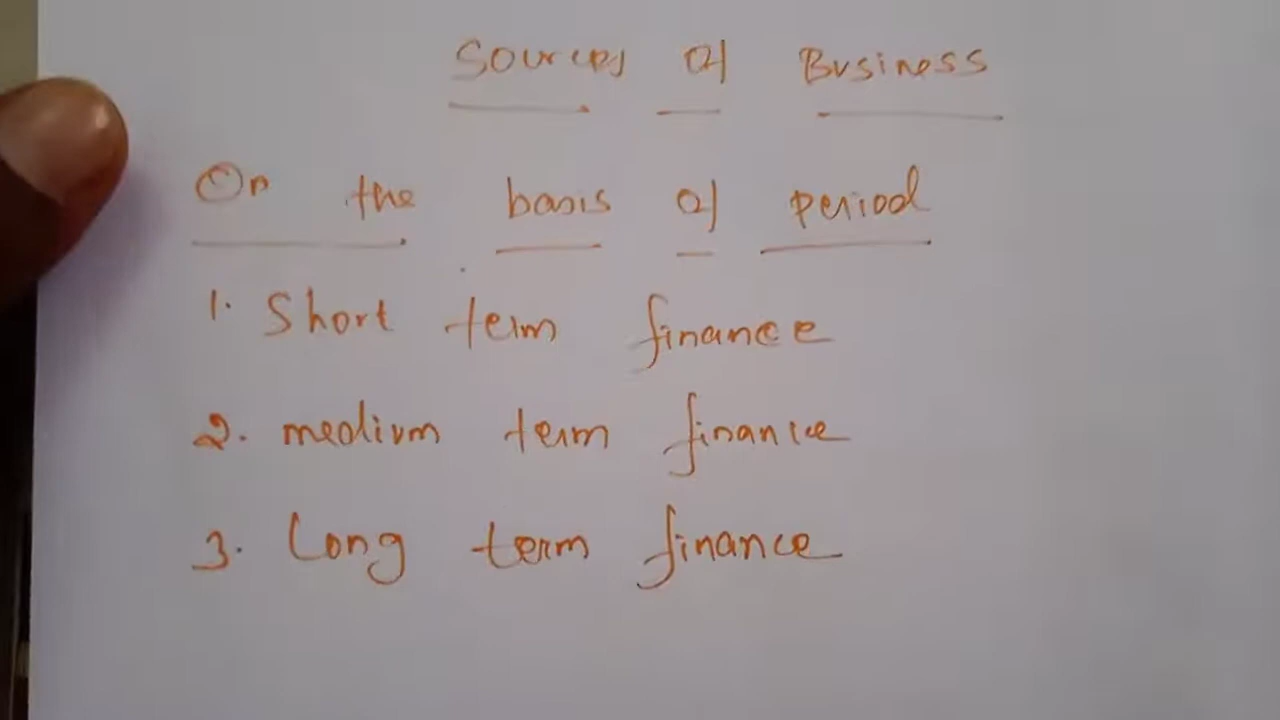 Sources of Business
On the basis of period
1. Short term finance
2. medium term finance
3. Long term finance